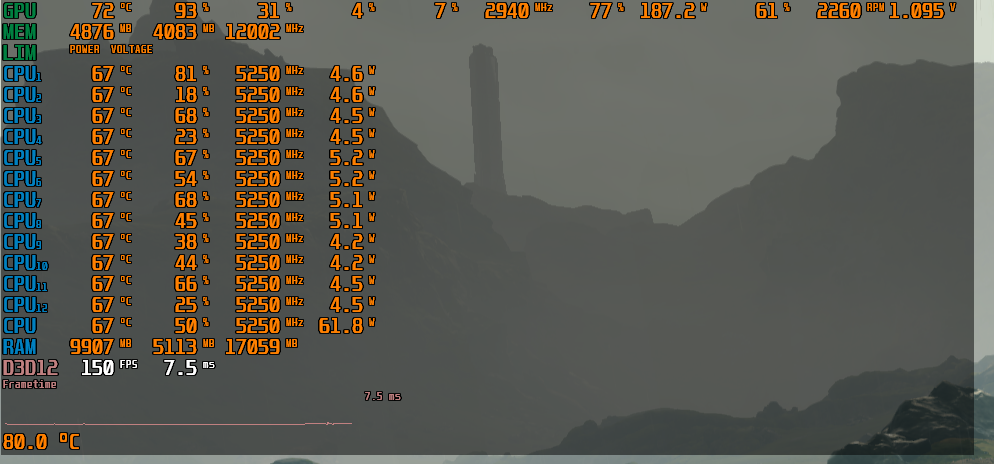 GPU 72 °C 93 % 31 % 4 % 7 % 2940 MHz 77 % 187.2 W 61 % 2260 RPM 1.095 V
MEM 4876 MB 4083 MB 12002 MHz
LIM POWER VOLTAGE
CPU1 67 °C 81 % 5250 MHz 4.6 W
CPU2 67 °C 18 % 5250 MHz 4.6 W
CPU3 67 °C 68 % 5250 MHz 4.5 W
CPU4 67 °C 23 % 5250 MHz 4.5 W
CPU5 67 °C 67 % 5250 MHz 5.2 W
CPU6 67 °C 54 % 5250 MHz 5.2 W
CPU7 67 °C 68 % 5250 MHz 5.1 W
CPU8 67 °C 45 % 5250 MHz 5.1 W
CPU9 67 °C 38 % 5250 MHz 4.2 W
CPU10 67 °C 44 % 5250 MHz 4.2 W
CPU11 67 °C 66 % 5250 MHz 4.5 W
CPU12 67 °C 25 % 5250 MHz 4.5 W
CPU 67 °C 50 % 5250 MHz 61.8 W
RAM 9907 MB 5113 MB 17059 MB
D3D12 150 FPS 7.5 ms
Frametime
7.5 ms
80.0 °C